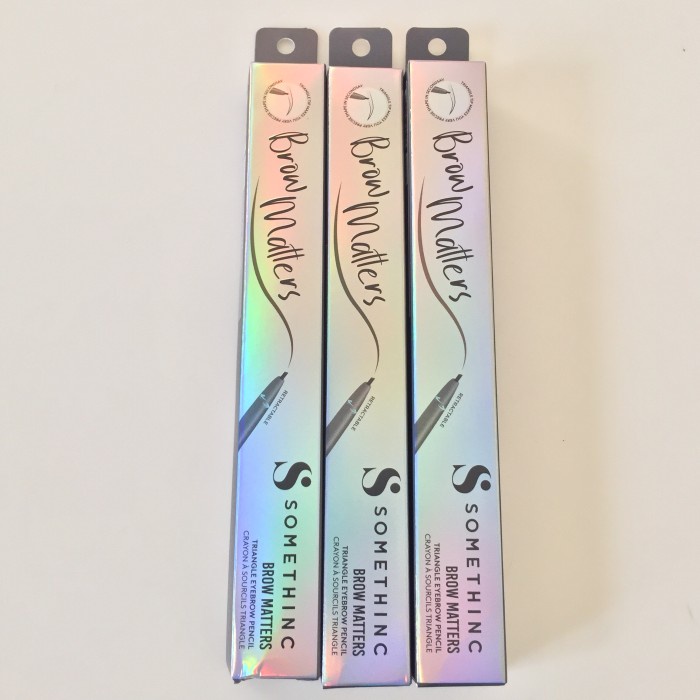 Brow Matters
RETRACTABLE
S SOMETHINC
BROW MATTERS
TRIANGLE EYEBROW PENCIL
CRAYON À SOURCILS TRIANGLE
Brow Matters
RETRACTABLE
S SOMETHINC
BROW MATTERS
TRIANGLE EYEBROW PENCIL
CRAYON À SOURCILS TRIANGLE
Brow Matters
RETRACTABLE
S SOMETHINC
BROW MATTERS
TRIANGLE EYEBROW PENCIL
CRAYON À SOURCILS TRIANGLE